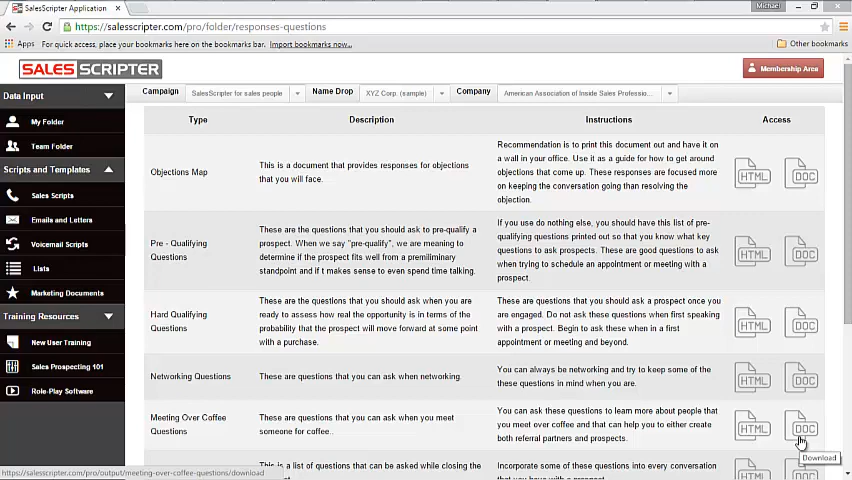 Michael
SalesScripter Application
https://salesscripter.com/pro/folder/responses-questions
Apps
For quick access, place your bookmarks here on the bookmarks bar. Import bookmarks now...
Other bookmarks
SALES SCRIPTER
Membership Area
Data Input
My Folder
Team Folder
Scripts and Templates
Sales Scripts
Emails and Letters
Voicemail Scripts
Lists
Marketing Documents
Training Resources
New User Training
Sales Prospecting 101
Role-Play Software
Campaign
SalesScripter for sales people
Name Drop
XYZ Corp. (sample)
Company
American Association of Inside Sales Professio...
Type
Description
Instructions
Access
Objections Map
This is a document that provides responses for objections
that you will face.
Recommendation is to print this document out and have it on
a wall in your office. Use it as a guide for how to get around
objections that come up. These responses are focused more
on keeping the conversation going than resolving the
objection.
HTML
DOC
Pre - Qualifying
Questions
These are the questions that you should ask to pre-qualify a
prospect. When we say "pre-qualify", we are meaning to
determine if the prospect fits well from a premiliminary
standpoint and if it makes sense to even spend time talking.
If you use do nothing else, you should have this list of pre-
qualifying questions printed out so that you know what key
questions to ask prospects. These are good questions to ask
when trying to schedule an appointment or meeting with a
prospect.
HTML
DOC
Hard Qualifying
Questions
These are the questions that you should ask when you are
ready to assess how real the opportunity is in terms of the
probability that the prospect will move forward at some point
with a purchase.
These are questions that you should ask a prospect once you
are engaged. Do not ask these questions when first speaking
with a prospect. Begin to ask these when in a first
appointment or meeting and beyond.
HTML
DOC
Networking Questions
These are questions that you can ask when networking.
You can always be networking and try to keep some of the
these questions in mind when you are.
HTML
DOC
Meeting Over Coffee
Questions
These are questions that you can ask when you meet
someone for coffee..
You can ask these questions to learn more about people that
you meet over coffee and that can help you to either create
both referral partners and prospects.
HTML
DOC
Download
This is a list of questions that can be asked while closing the
Incorporate some of these questions into every conversation
that you have with a prospect
HTML
DOC
https://salesscripter.com/pro/output/meeting-over-coffee-questions/download